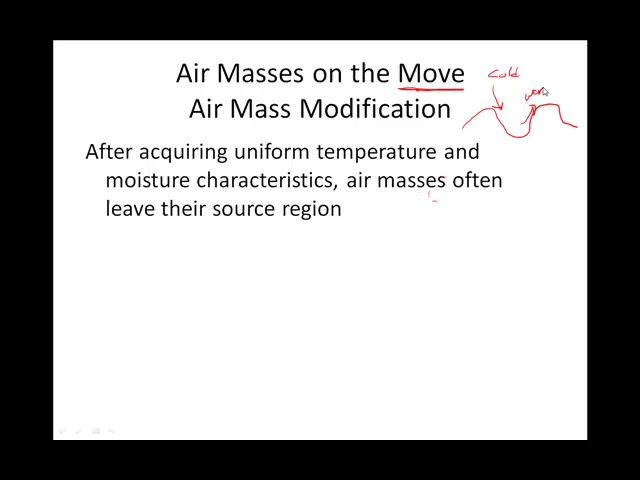 Air Masses on the Move
Cold
Air Mass Modification
After acquiring uniform temperature and
moisture characteristics, air masses often
leave their source region